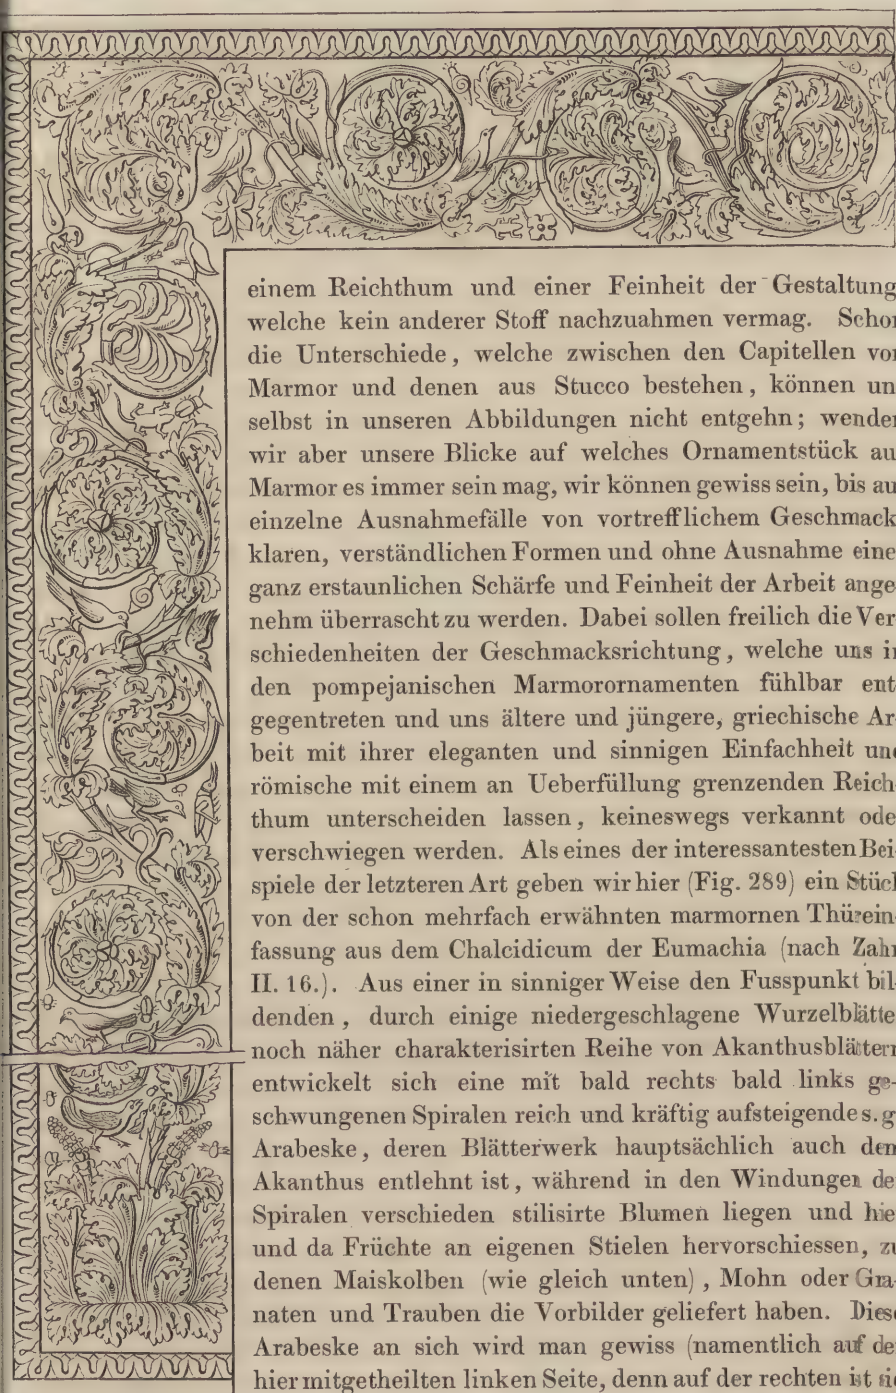 einem Reichthum und einer Feinheit der Gestaltung
welche kein anderer Stoff nachzuahmen vermag. Schon
die Unterschiede, welche zwischen den Capitellen von
Marmor und denen aus Stucco bestehen, können un
selbst in unseren Abbildungen nicht entgehn; wenden
wir aber unsere Blicke auf welches Ornamentstück au
Marmor es immer sein mag, wir können gewiss sein, bis au
einzelne Ausnahmefälle von vortrefflichem Geschmack
klaren, verständlichen Formen und ohne Ausnahme eine
ganz erstaunlichen Schärfe und Feinheit der Arbeit ange-
nehm überrascht zu werden. Dabei sollen freilich die Ver
schiedenheiten der Geschmacksrichtung, welche uns in
den pompejanischen Marmorornamenten fühlbar ent
gegentreten und uns ältere und jüngere, griechische Ar-
beit mit ihrer eleganten und sinnigen Einfachheit und
römische mit einem an Ueberfüllung grenzenden Reich-
thum unterscheiden lassen, keineswegs verkannt ode
verschwiegen werden. Als eines der interessantesten Bei-
spiele der letzteren Art geben wir hier (Fig. 289) ein Stück
von der schon mehrfach erwähnten marmornen Thürein-
fassung aus dem Chalcidicum der Eumachia (nach Zahn
II. 16.). Aus einer in sinniger Weise den Fusspunkt bil-
denden, durch einige niedergeschlagene Wurzelblätte
noch näher charakterisirten Reihe von Akanthusblättern
entwickelt sich eine mit bald rechts bald links ge-
schwungenen Spiralen reich und kräftig aufsteigende s. g
Arabeske, deren Blätterwerk hauptsächlich auch dem
Akanthus entlehnt ist, während in den Windungen de
Spiralen verschieden stilisirte Blumen liegen und hie
und da Früchte an eigenen Stielen hervorschiessen, zu
denen Maiskolben (wie gleich unten), Mohn oder Gra-
naten und Trauben die Vorbilder geliefert haben. Diese
Arabeske an sich wird man gewiss (namentlich auf de
hier mitgetheilten linken Seite, denn auf der rechten ist si